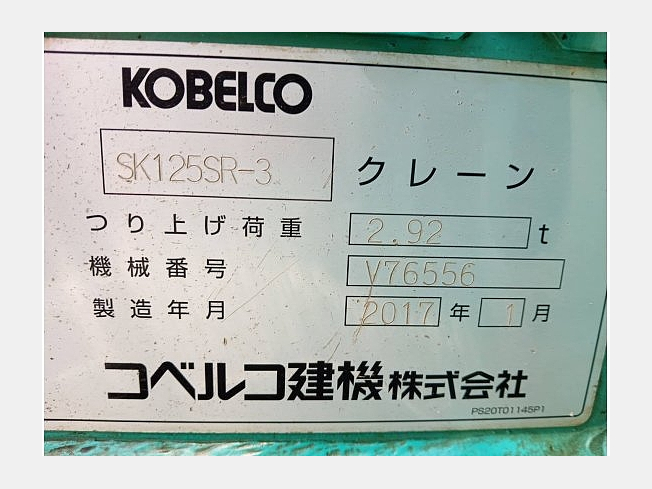 KOBELCO
SK125SR-3 クレーン
つり上げ荷重 2.92 t
機械番号 V76556
製造年月 2017 年 1 月
コベルコ建機株式会社
PS20T01145P1